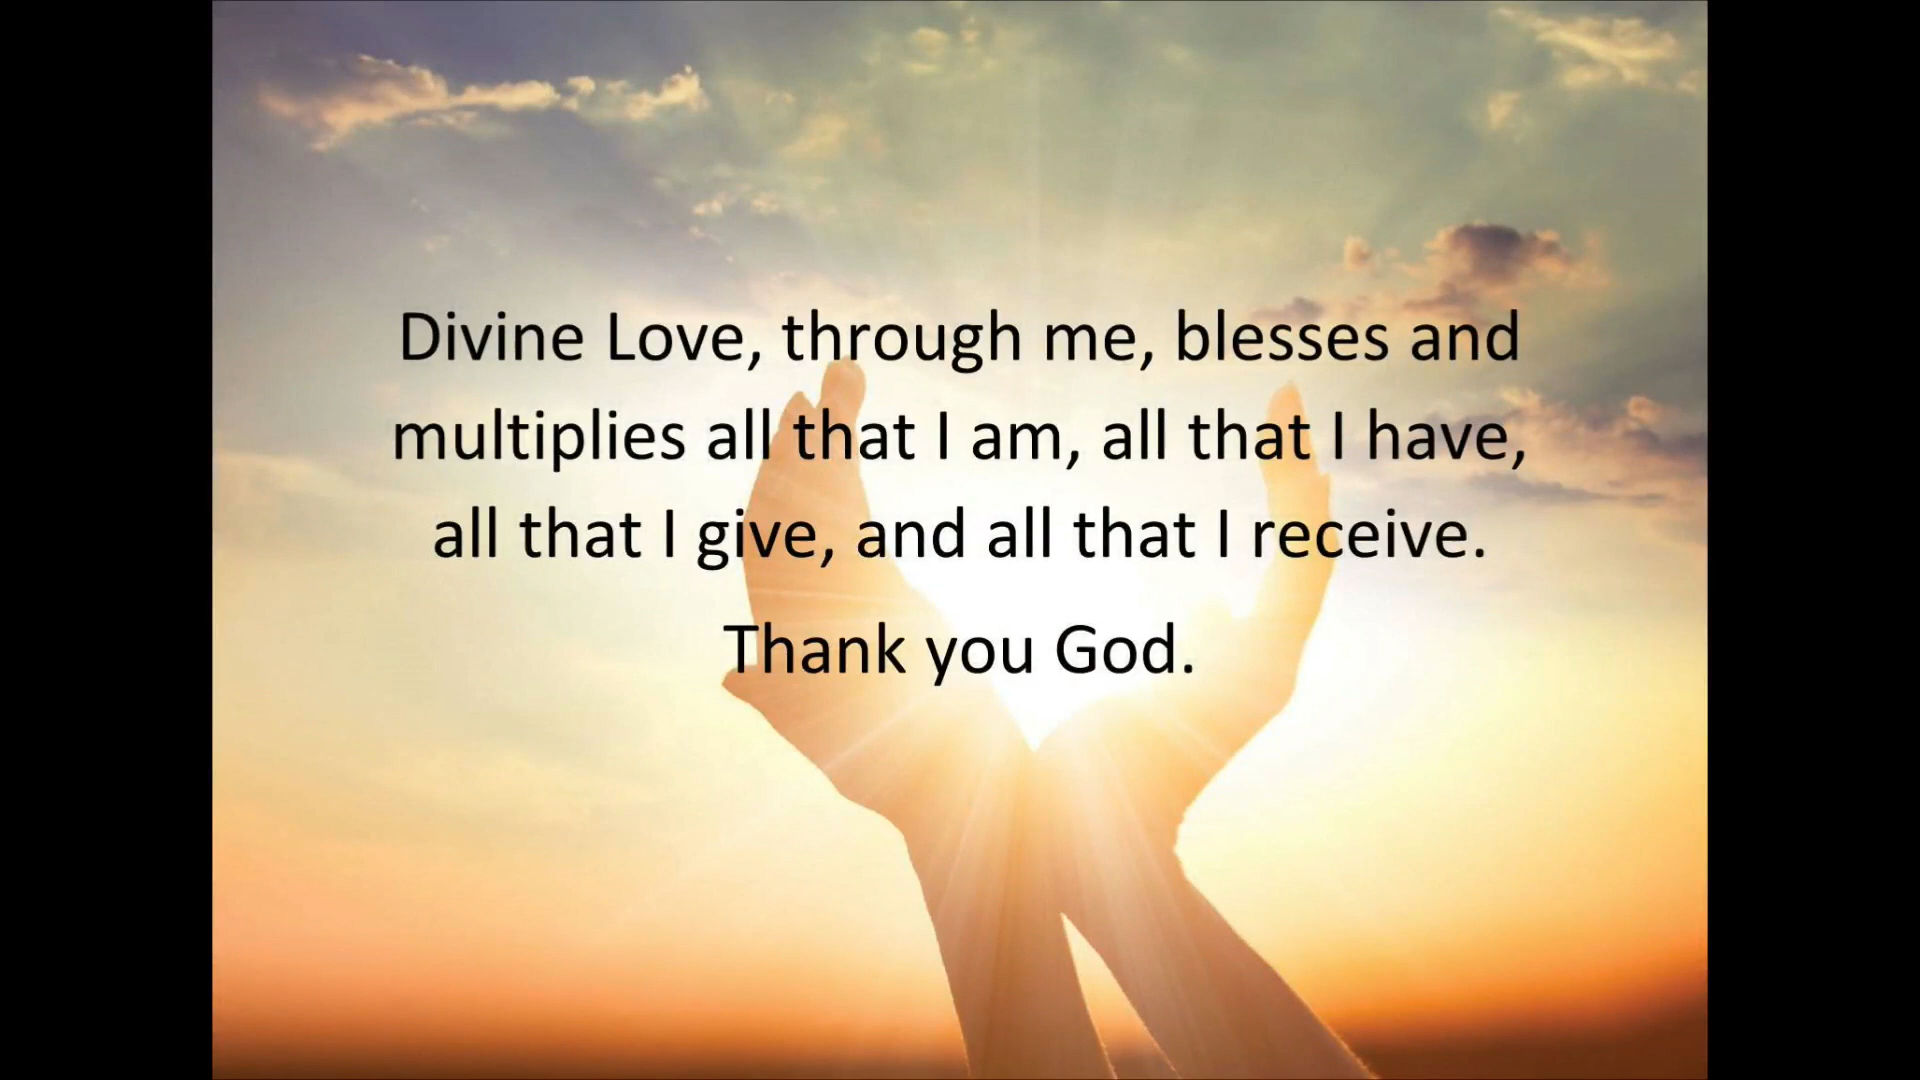 Divine Love, through me, blesses and
multiplies all that I am, all that I have,
all that I give, and all that I receive.
Thank you God.